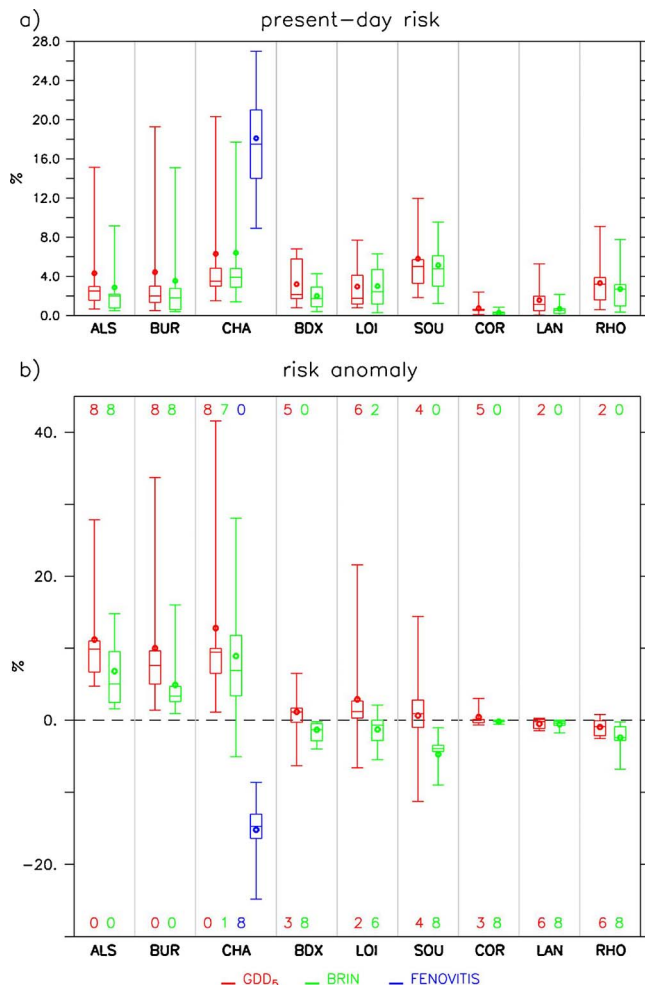 a) present-day risk
28.0
24.0
20.0
16.0
%
12.0
8.0
4.0
0.0
ALS BUR CHA BDX LOI SOU COR LAN RHO
b) risk anomaly
8 8 8 8 8 7 0 5 0 6 2 4 0 5 0 2 0 2 0
40.
20.
%
0.
-20.
0 0 0 0 0 1 8 3 8 2 6 4 8 3 8 6 8 6 8
ALS BUR CHA BDX LOI SOU COR LAN RHO
GDD₅ BRIN FENOVITIS